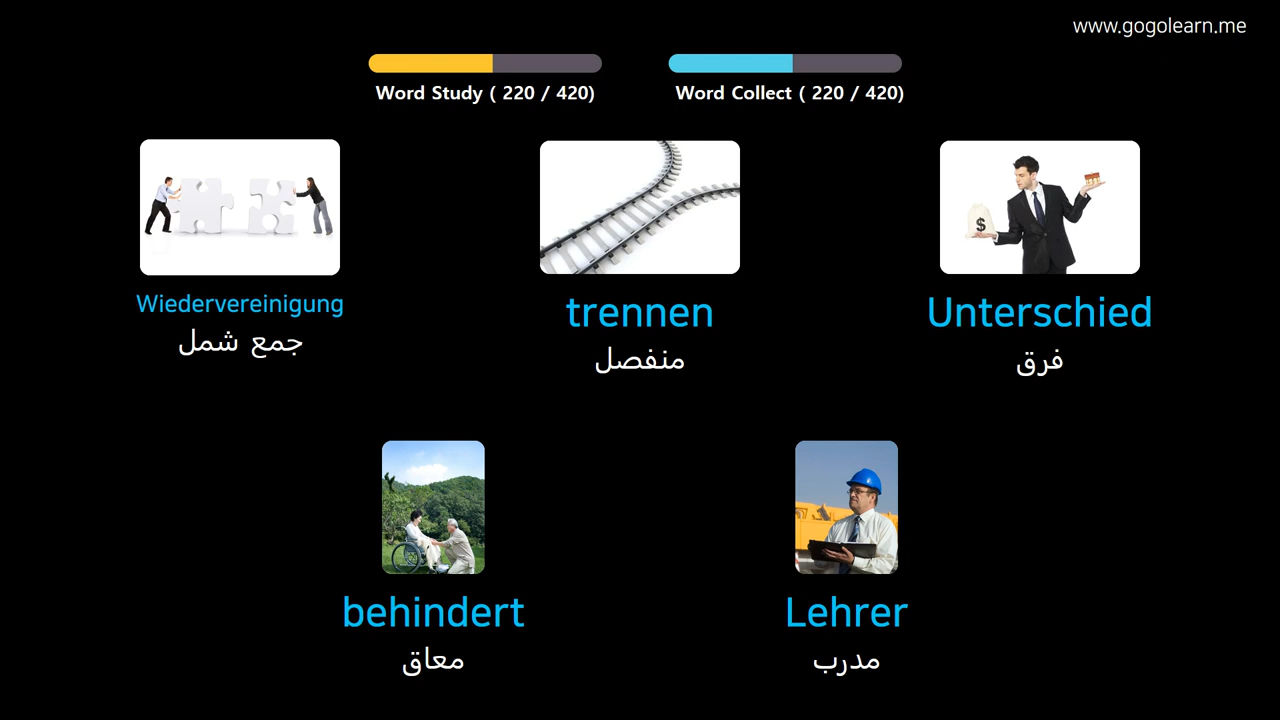 www.gogolearn.me
Word Study ( 220 / 420)
Word Collect ( 220 / 420)
Wiedervereinigung
جمع شمل
trennen
منفصل
Unterschied
فرق
$
behindert
معاق
Lehrer
مدرب